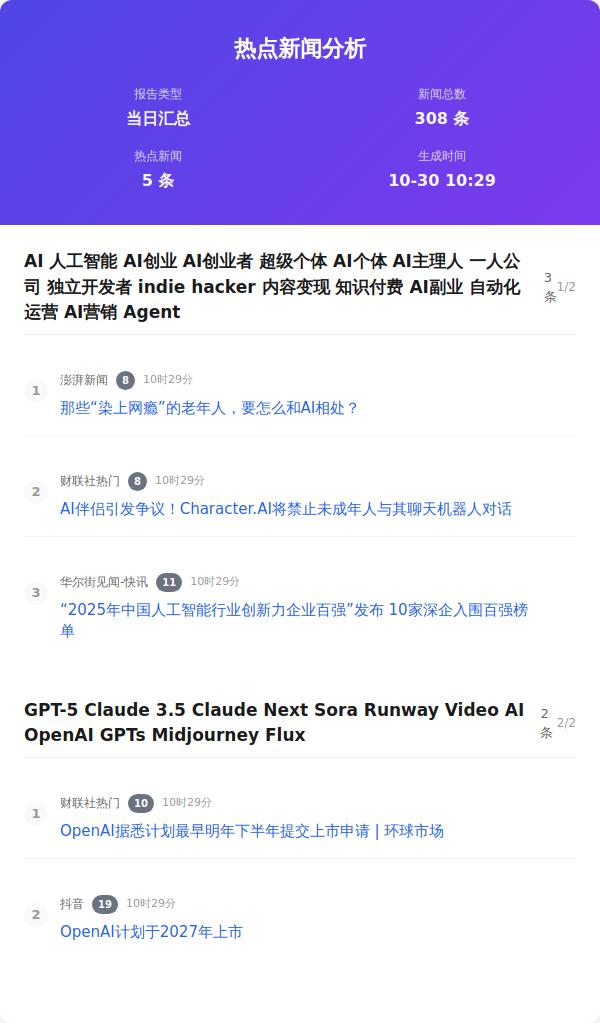 热点新闻分析
报告类型
新闻总数
当日汇总
308 条
热点新闻
生成时间
5 条
10-30 10:29
AI 人工智能 AI创业 AI创业者 超级个体 AI个体 AI主理人 一人公
司 独立开发者 indie hacker 内容变现 知识付费 AI副业 自动化
运营 AI营销 Agent
3
条
1/2
1
澎湃新闻 8 10时29分
那些“染上网瘾”的老年人，要怎么和AI相处？
2
财联社热门 8 10时29分
AI伴侣引发争议！Character.AI将禁止未成年人与其聊天机器人对话
3
华尔街见闻-快讯 11 10时29分
“2025年中国人工智能行业创新力企业百强”发布 10家深企入围百强榜
单
GPT-5 Claude 3.5 Claude Next Sora Runway Video AI
OpenAI GPTs Midjourney Flux
2
条
2/2
1
财联社热门 10 10时29分
OpenAI据悉计划最早明年下半年提交上市申请 | 环球市场
2
抖音 19 10时29分
OpenAI计划于2027年上市